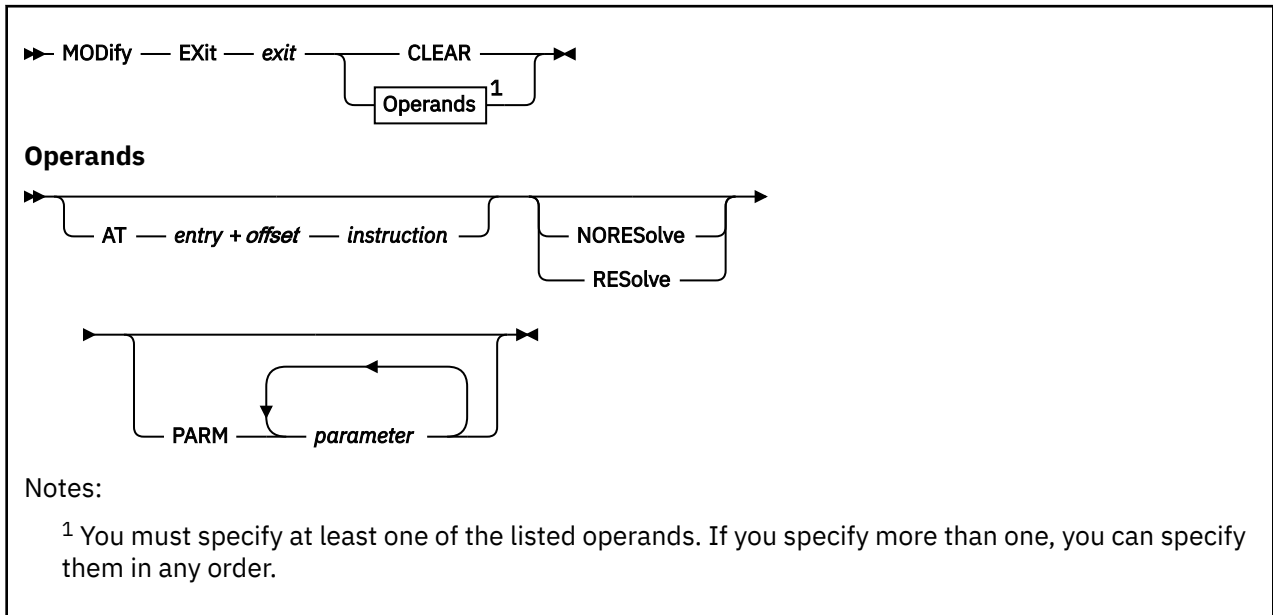 MODify EXit exit CLEAR
Operands 1
Operands
AT entry + offset instruction NORESolve
RESolve
PARM parameter
Notes:
1 You must specify at least one of the listed operands. If you specify more than one, you can specify
them in any order.